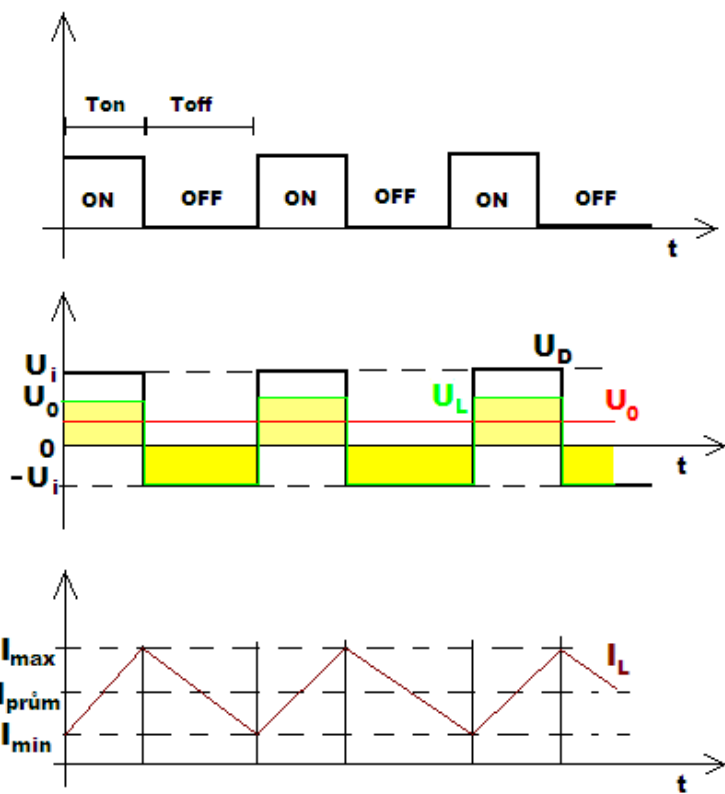 Ton Toff
ON OFF ON OFF ON OFF
t
Ui UD
U0 UL U0
0
t
-Ui
Imax IL
Iprům
Imin
t